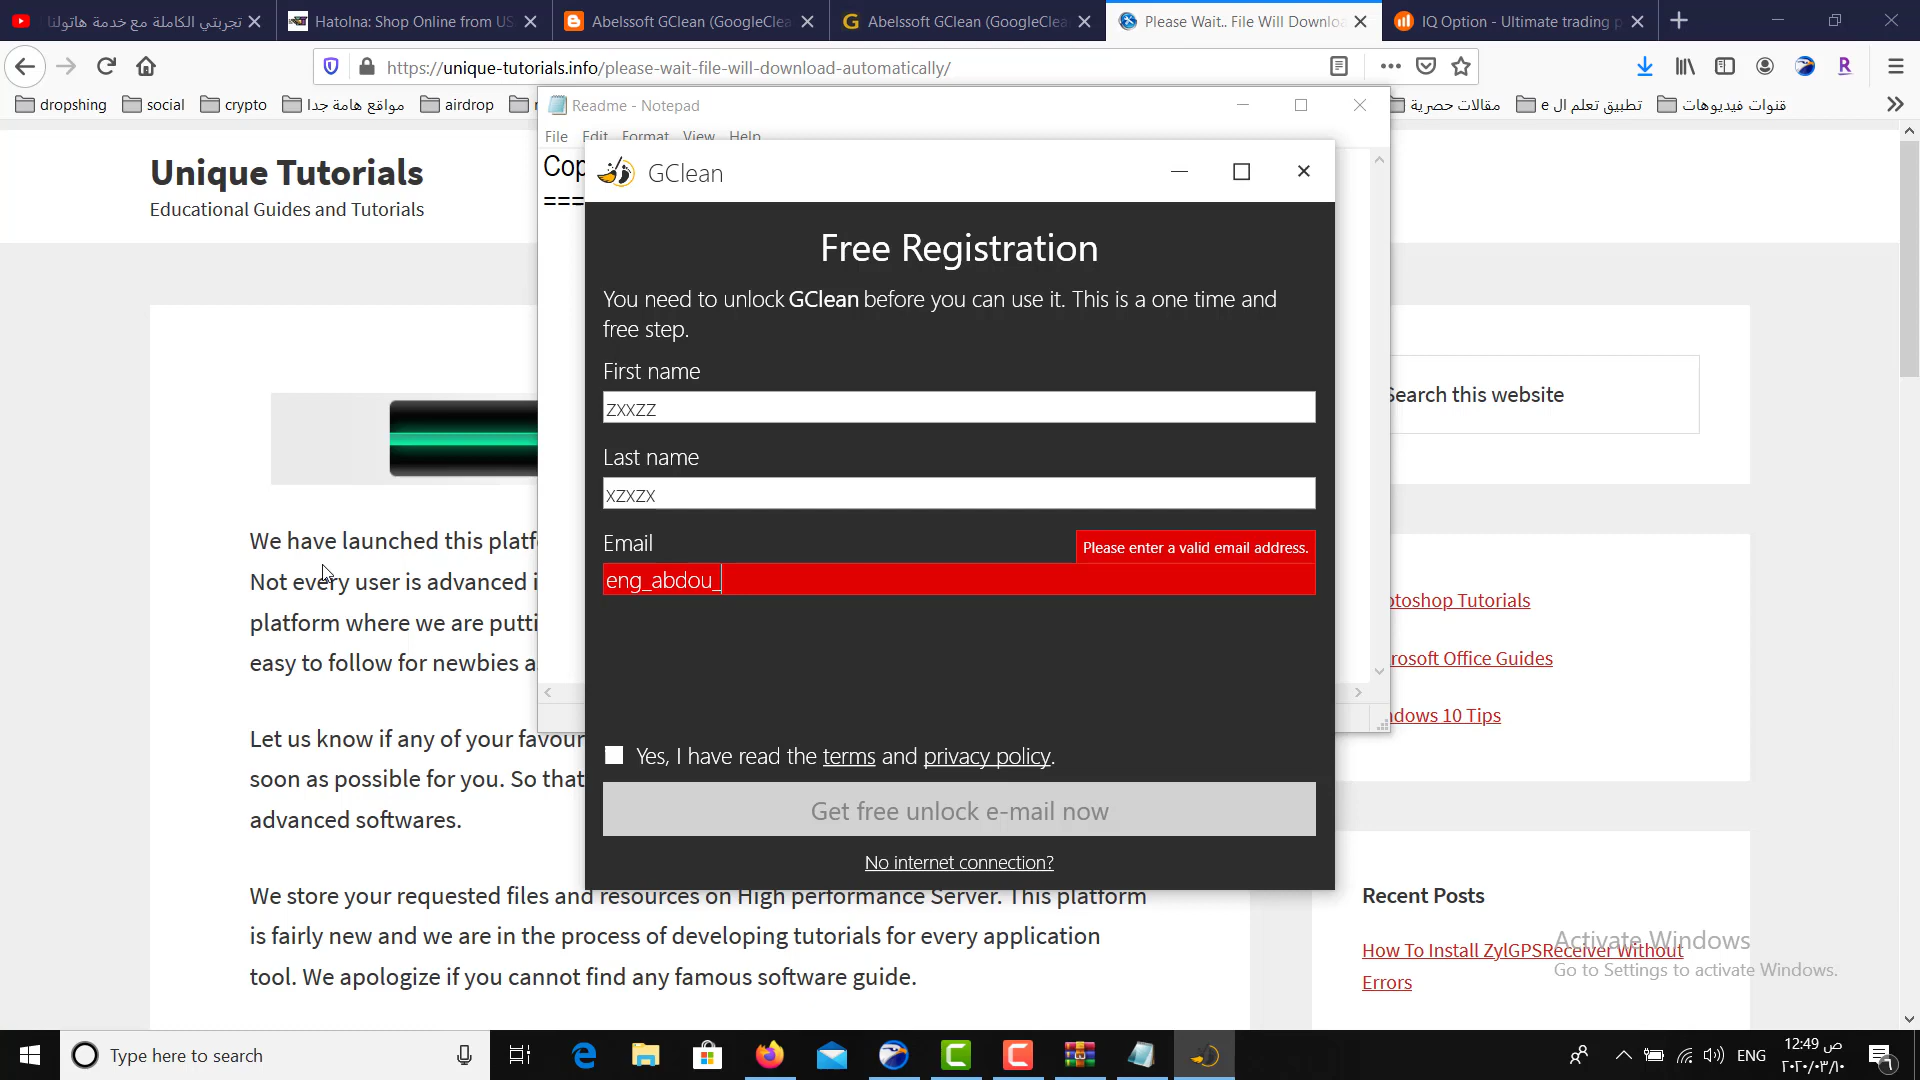 تجربتي الكاملة مع خدمة هاتولنا
HatoIna: Shop Online from US
Abelssoft GClean (GoogleClea
Abelssoft GClean (GoogleClea
Please Wait.. File Will Downlo
IQ Option - Ultimate trading p
https://unique-tutorials.info/please-wait-file-will-download-automatically/
dropshing
social
crypto
مواقع هامة جدا
airdrop
مقالات حصرية
تطبيق تعلم ال e
قنوات فيديوهات
Readme - Notepad
File Edit Format View Help
Cop
===
Unique Tutorials
Educational Guides and Tutorials
GClean
Free Registration
You need to unlock GClean before you can use it. This is a one time and
free step.
First name
zxxzz
Last name
xzxzx
Email
Please enter a valid email address.
eng_abdou_
Yes, I have read the terms and privacy policy.
Get free unlock e-mail now
No internet connection?
We have launched this platf
Not every user is advanced i
platform where we are putti
easy to follow for newbies a
Let us know if any of your favour
soon as possible for you. So that
advanced softwares.
We store your requested files and resources on High performance Server. This platform
is fairly new and we are in the process of developing tutorials for every application
tool. We apologize if you cannot find any famous software guide.
Search this website
otoshop Tutorials
rosoft Office Guides
ndows 10 Tips
Recent Posts
How To Install ZylGPSReceiver Without
Errors
Activate Windows
Go to Settings to activate Windows.
Type here to search
ENG
12:49 ص
٢٠٢٠/٠٣/١٠